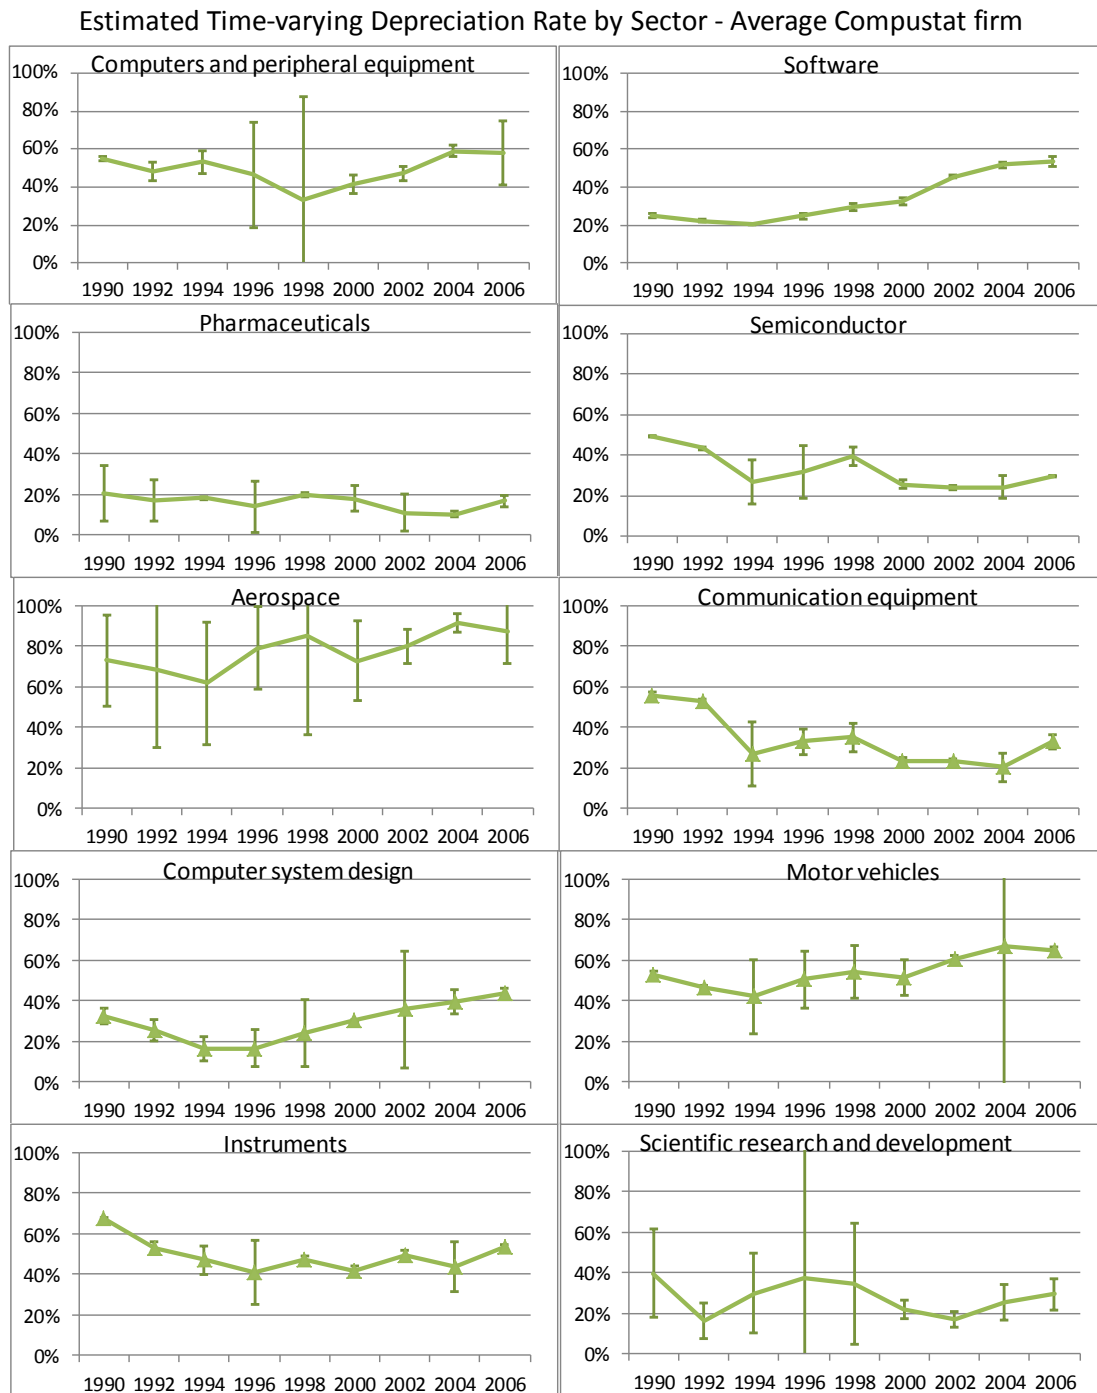 Estimated Time-varying Depreciation Rate by Sector - Average Compustat firm
Computers and peripheral equipment
100%
80%
60%
40%
20%
0%
1990 1992 1994 1996 1998 2000 2002 2004 2006
Software
100%
80%
60%
40%
20%
0%
1990 1992 1994 1996 1998 2000 2002 2004 2006
Pharmaceuticals
100%
80%
60%
40%
20%
0%
1990 1992 1994 1996 1998 2000 2002 2004 2006
Semiconductor
100%
80%
60%
40%
20%
0%
1990 1992 1994 1996 1998 2000 2002 2004 2006
Aerospace
100%
80%
60%
40%
20%
0%
1990 1992 1994 1996 1998 2000 2002 2004 2006
Communication equipment
100%
80%
60%
40%
20%
0%
1990 1992 1994 1996 1998 2000 2002 2004 2006
Computer system design
100%
80%
60%
40%
20%
0%
1990 1992 1994 1996 1998 2000 2002 2004 2006
Motor vehicles
100%
80%
60%
40%
20%
0%
1990 1992 1994 1996 1998 2000 2002 2004 2006
Instruments
100%
80%
60%
40%
20%
0%
1990 1992 1994 1996 1998 2000 2002 2004 2006
Scientific research and development
100%
80%
60%
40%
20%
0%
1990 1992 1994 1996 1998 2000 2002 2004 2006